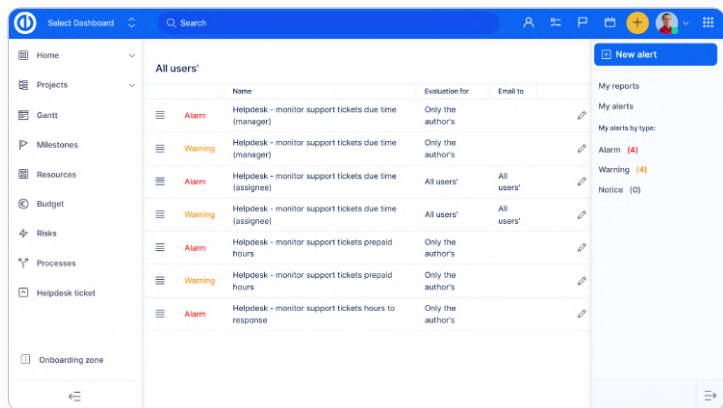 Select Dashboard
Search
Home
Projects
Gantt
Milestones
Resources
Budget
Risks
Processes
Helpdesk ticket
Onboarding zone
All users'
Name Evaluation for Email to
Alarm Helpdesk - monitor support tickets due time Only the
(manager) author's
Warning Helpdesk - monitor support tickets due time Only the
(manager) author's
Alarm Helpdesk - monitor support tickets due time All users' All
(assignee) users'
Warning Helpdesk - monitor support tickets due time All users' All
(assignee) users'
Alarm Helpdesk - monitor support tickets prepaid Only the
hours author's
Warning Helpdesk - monitor support tickets prepaid Only the
hours author's
Alarm Helpdesk - monitor support tickets hours to Only the
response author's
New alert
My reports
My alerts
My alerts by type:
Alarm (4)
Warning (4)
Notice (0)